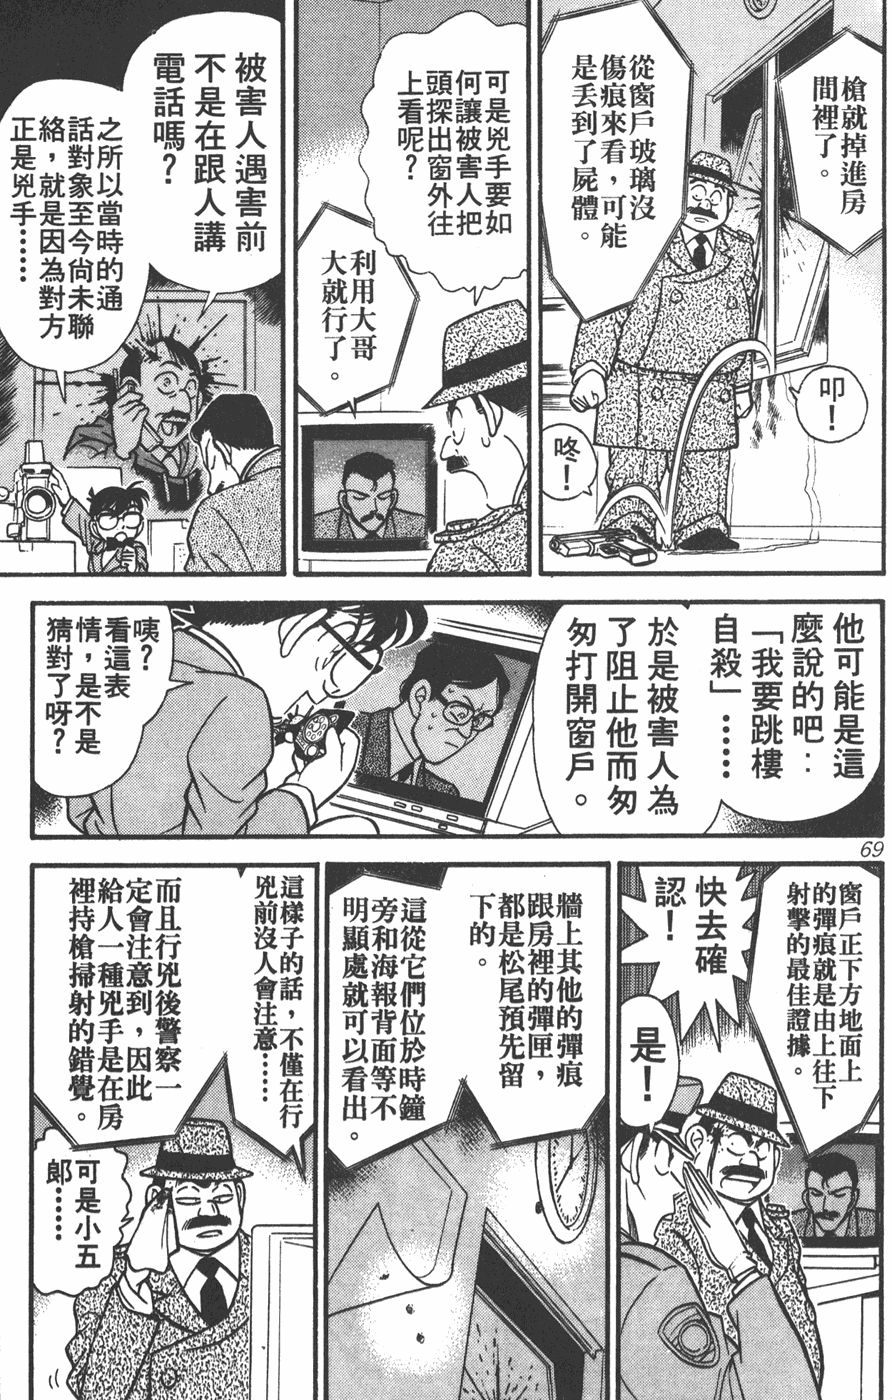 槍就掉進房
間裡了。
從窗戶玻璃沒
傷痕來看，可能
是丟到了屍體。
叩！
咚！
可是兇手要如
何讓被害人把
頭探出窗外往
上看呢？
利用大哥
大就行了。
被害人遇害前
不是在跟人講
電話嗎？
之所以當時的通
話對象至今尚未聯
絡，就是因為對方
正是兇手……
他可能是這
麼說的吧：
「我要跳樓
自殺」……
於是被害人為
了阻止他而匆
匆打開窗戶。
咦？
看這表
情，是不是
猜對了呀？
69
窗戶正下方地面上
的彈痕就是由上往下
射擊的最佳證據。
快去確
認！
是！
牆上其他的彈痕
跟房裡的彈匣，
都是松尾預先留
下的。
這從它們位於時鐘
旁和海報背面等不
明顯處就可以看出。
這樣子的話，不僅在行
兇前沒人會注意……
而且行兇後警察一
定會注意到，因此
給人一種兇手是在房
裡持槍掃射的錯覺。
可是小五
郎……